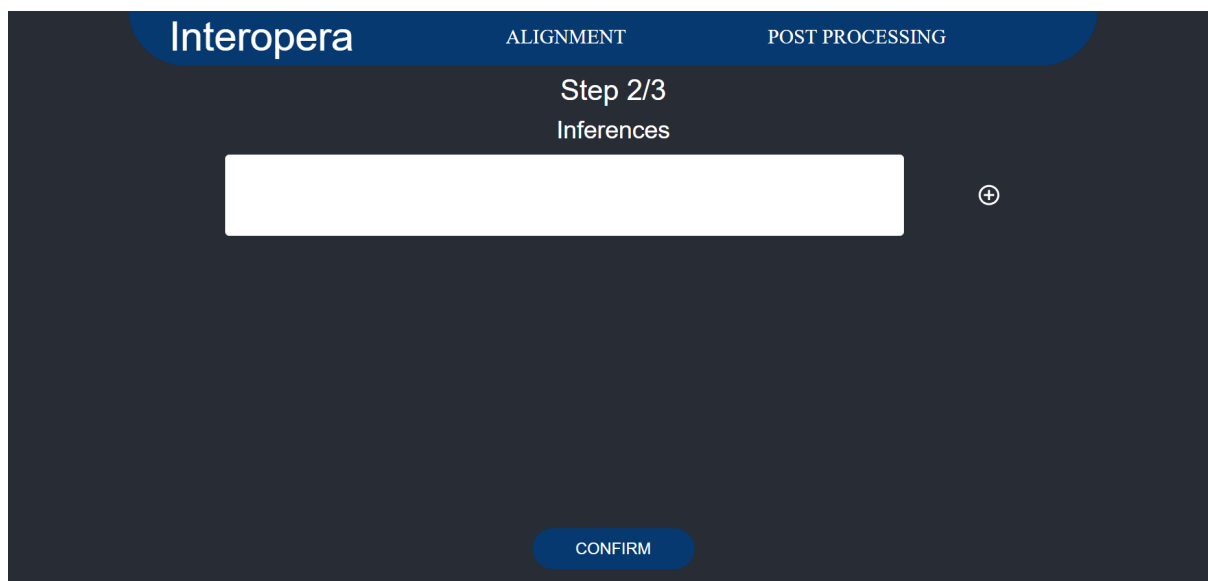 Interopera ALIGNMENT POST PROCESSING
Step 2/3
Inferences
CONFIRM